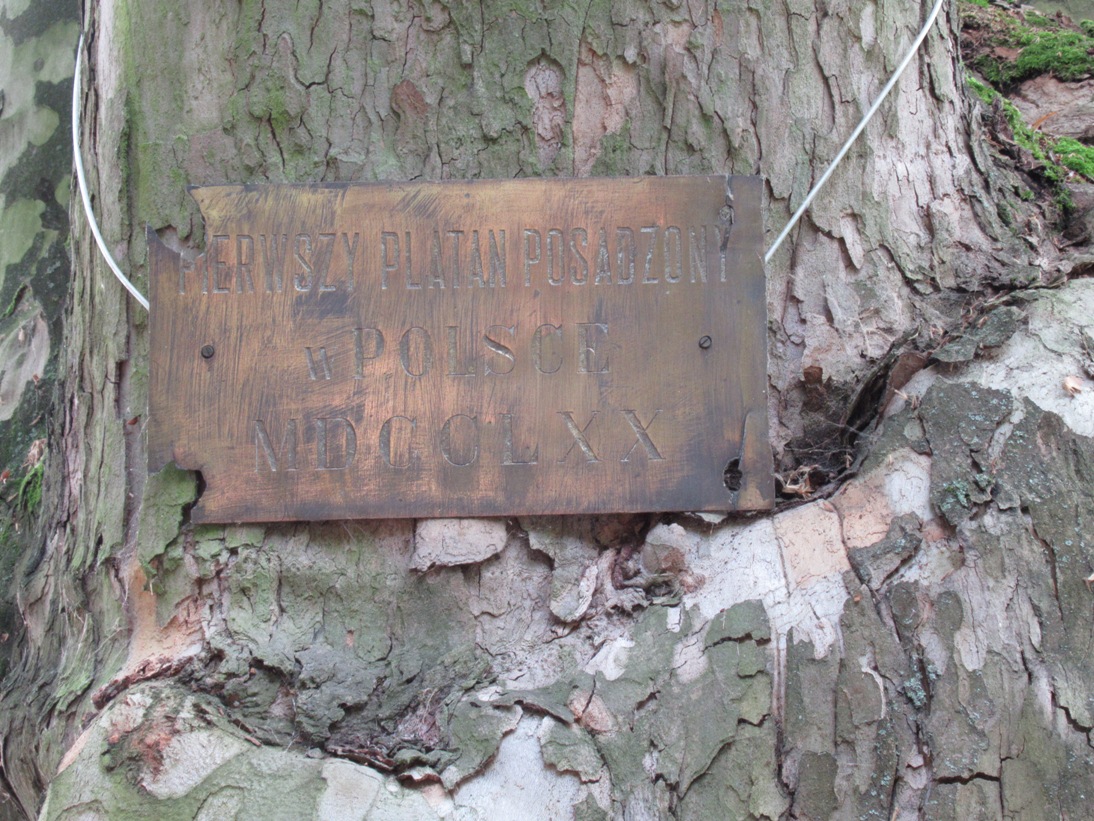 PIERWSZY PLATAN POSADZONY
w POLSCE
MDCCLXX